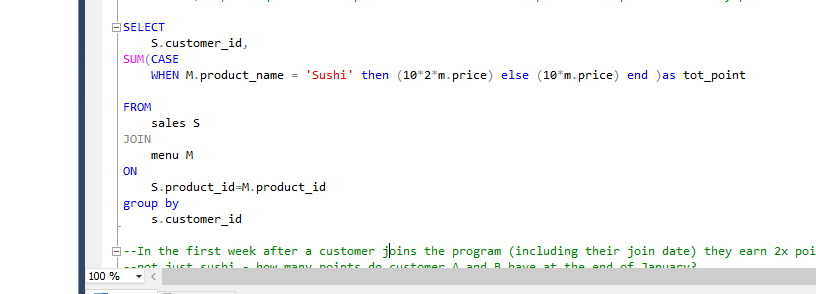 SELECT
S.customer_id,
SUM(CASE
WHEN M.product_name = 'Sushi' then (10*2*m.price) else (10*m.price) end )as tot_point
FROM
sales S
JOIN
menu M
ON
S.product_id=M.product_id
group by
s.customer_id
--In the first week after a customer joins the program (including their join date) they earn 2x poi
--not just sushi - how many points do customer A and B have at the end of January?
100 %